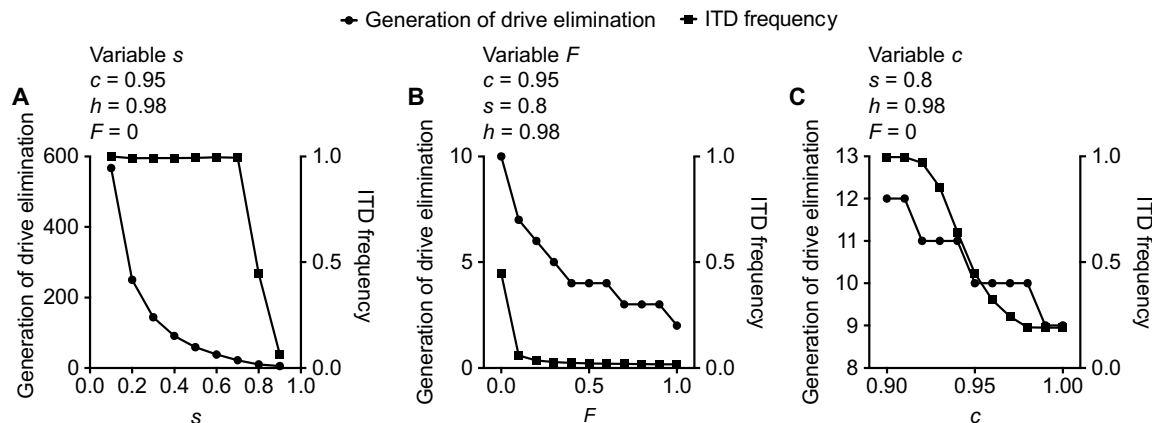 Generation of drive elimination ITD frequency
A
Variable s
c = 0.95
h = 0.98
F = 0
Generation of drive elimination
600
400
200
0
1.0
0.5
0.0
ITD frequency
0.0 0.2 0.4 0.6 0.8 1.0
s
B
Variable F
c = 0.95
s = 0.8
h = 0.98
Generation of drive elimination
10
5
0
1.0
0.5
0.0
ITD frequency
0.0 0.5 1.0
F
C
Variable c
s = 0.8
h = 0.98
F = 0
Generation of drive elimination
13
12
11
10
9
8
1.0
0.5
0.0
ITD frequency
0.90 0.95 1.00
c